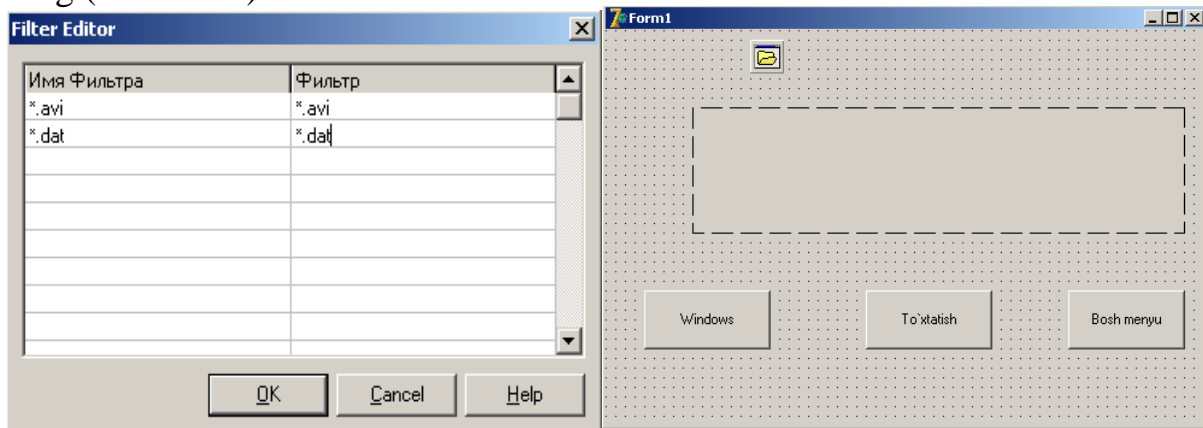 Filter Editor
Имя Фильтра Фильтр
*.avi *.avi
*.dat *.dat
OK Cancel Help
Form1
Windows To`xtatish Bosh menyu